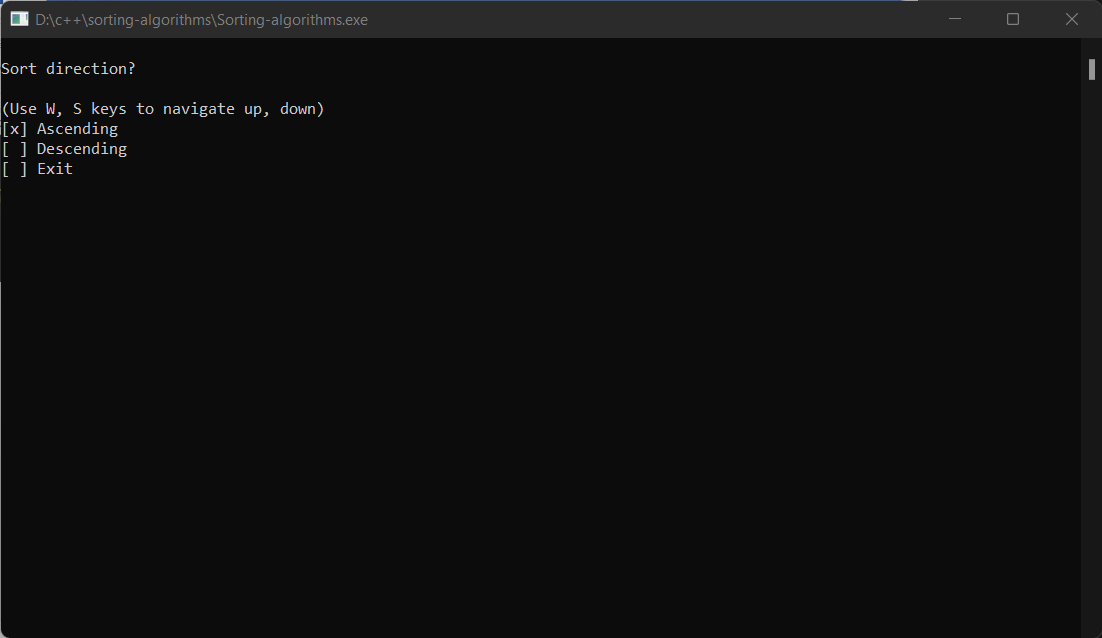 D:\c++\sorting-algorithms\Sorting-algorithms.exe
Sort direction?
(Use W, S keys to navigate up, down)
[x] Ascending
[ ] Descending
[ ] Exit